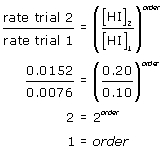 rate trial 2 / rate trial 1 = ([HI]₂ / [HI]₁)^order
0.0152 / 0.0076 = (0.20 / 0.10)^order
2 = 2^order
1 = order